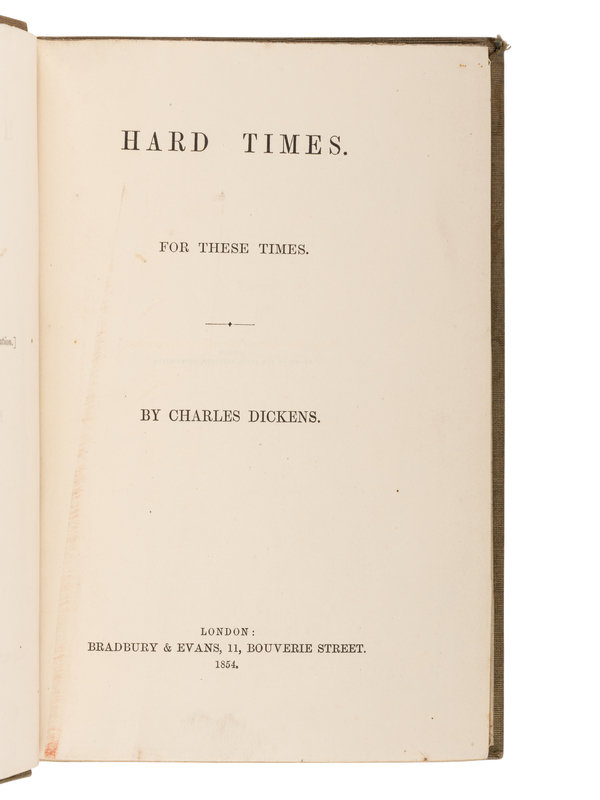 HARD TIMES.
FOR THESE TIMES.
BY CHARLES DICKENS.
LONDON:
BRADBURY & EVANS, 11, BOUVERIE STREET.
1854.